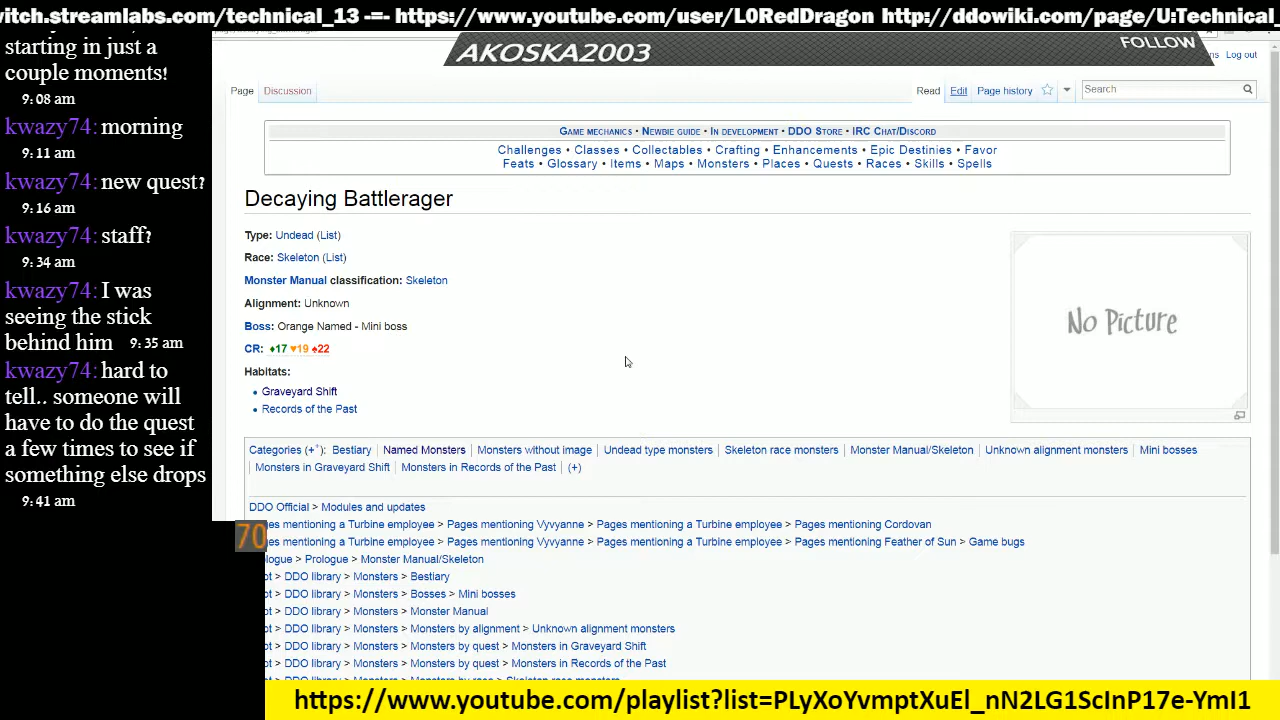 vitch.streamlabs.com/technical_13 -=- https://www.youtube.com/user/L0RedDragon http://ddowiki.com/page/U:Technical_
starting in just a
couple moments!
9:08 am
kwazy74: morning
9:11 am
kwazy74: new quest?
9:16 am
kwazy74: staff?
9:34 am
kwazy74: I was
seeing the stick
behind him 9:35 am
kwazy74: hard to
tell.. someone will
have to do the quest
a few times to see if
something else drops
9:41 am
AKOSKA2003
FOLLOW
ns Log out
Page Discussion
Read Edit Page history
Search
GAME MECHANICS • NEWBIE GUIDE • IN DEVELOPMENT • DDO STORE • IRC CHAT/DISCORD
Challenges • Classes • Collectables • Crafting • Enhancements • Epic Destinies • Favor
Feats • Glossary • Items • Maps • Monsters • Places • Quests • Races • Skills • Spells
Decaying Battlerager
Type: Undead (List)
Race: Skeleton (List)
Monster Manual classification: Skeleton
Alignment: Unknown
Boss: Orange Named - Mini boss
CR: ♦17 ♥19 ♠22
Habitats:
• Graveyard Shift
• Records of the Past
No Picture
Categories (+⁺): Bestiary | Named Monsters | Monsters without image | Undead type monsters | Skeleton race monsters | Monster Manual/Skeleton | Unknown alignment monsters | Mini bosses
Monsters in Graveyard Shift | Monsters in Records of the Past | (+)
DDO Official > Modules and updates
es mentioning a Turbine employee > Pages mentioning Vyvyanne > Pages mentioning a Turbine employee > Pages mentioning Cordovan
70
es mentioning a Turbine employee > Pages mentioning Vyvyanne > Pages mentioning a Turbine employee > Pages mentioning Feather of Sun > Game bugs
logue > Prologue > Monster Manual/Skeleton
ot > DDO library > Monsters > Bestiary
ot > DDO library > Monsters > Bosses > Mini bosses
ot > DDO library > Monsters > Monster Manual
ot > DDO library > Monsters > Monsters by alignment > Unknown alignment monsters
ot > DDO library > Monsters > Monsters by quest > Monsters in Graveyard Shift
ot > DDO library > Monsters > Monsters by quest > Monsters in Records of the Past
https://www.youtube.com/playlist?list=PLyXoYvmptXuEl_nN2LG1ScInP17e-YmI1